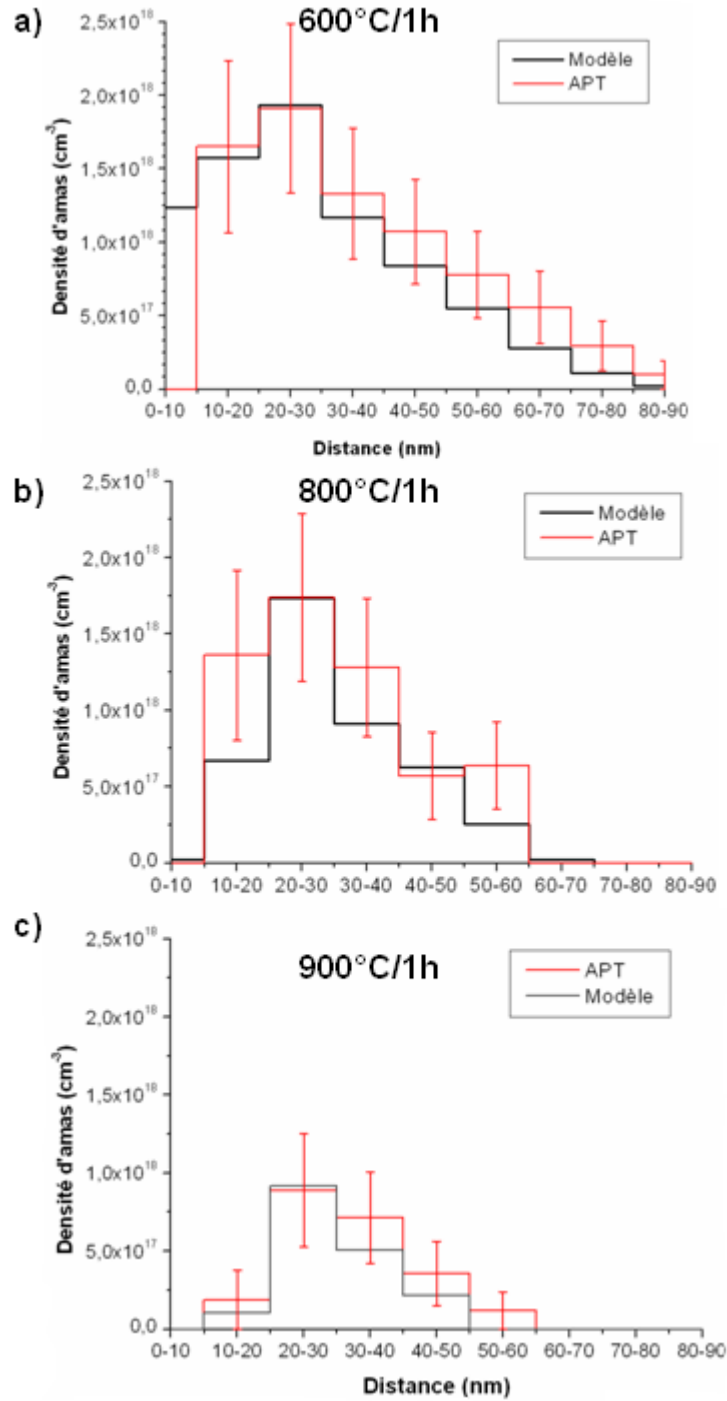 a)
600°C/1h
Modèle
APT
Densité d'amas (cm⁻³)
2,5x10¹⁸
2,0x10¹⁸
1,5x10¹⁸
1,0x10¹⁸
5,0x10¹⁷
0,0
0-10 10-20 20-30 30-40 40-50 50-60 60-70 70-80 80-90
Distance (nm)
b)
800°C/1h
Modèle
APT
Densité d'amas (cm⁻³)
2,5x10¹⁸
2,0x10¹⁸
1,5x10¹⁸
1,0x10¹⁸
5,0x10¹⁷
0,0
0-10 10-20 20-30 30-40 40-50 50-60 60-70 70-80 80-90
c)
900°C/1h
APT
Modèle
Densité d'amas (cm⁻³)
2,5x10¹⁸
2,0x10¹⁸
1,5x10¹⁸
1,0x10¹⁸
5,0x10¹⁷
0,0
0-10 10-20 20-30 30-40 40-50 50-60 60-70 70-80 80-90
Distance (nm)